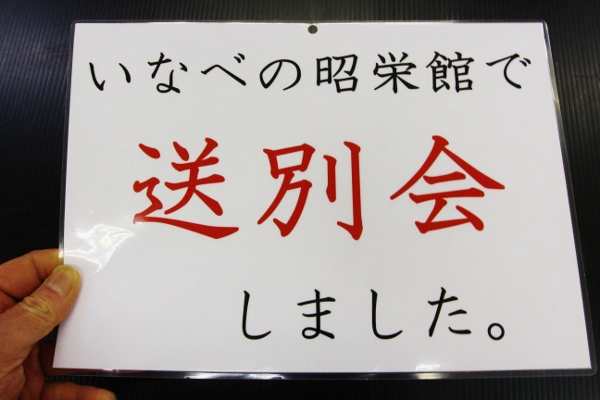 いなべの昭栄館で
送別会
しました。